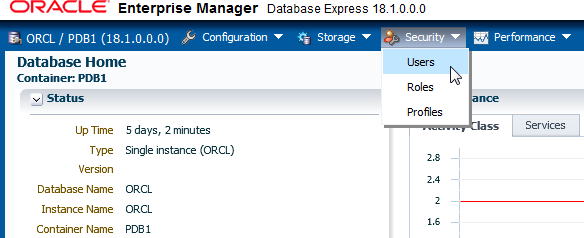 ORACLE Enterprise Manager Database Express 18.1.0.0.0
ORCL / PDB1 (18.1.0.0.0) Configuration Storage Security Performance
Users
Roles
Profiles
Database Home
Container: PDB1
Status
Up Time 5 days, 2 minutes
Type Single instance (ORCL)
Version
Database Name ORCL
Instance Name ORCL
Container Name PDB1
Class Services
2.8
2.4
2
1.6